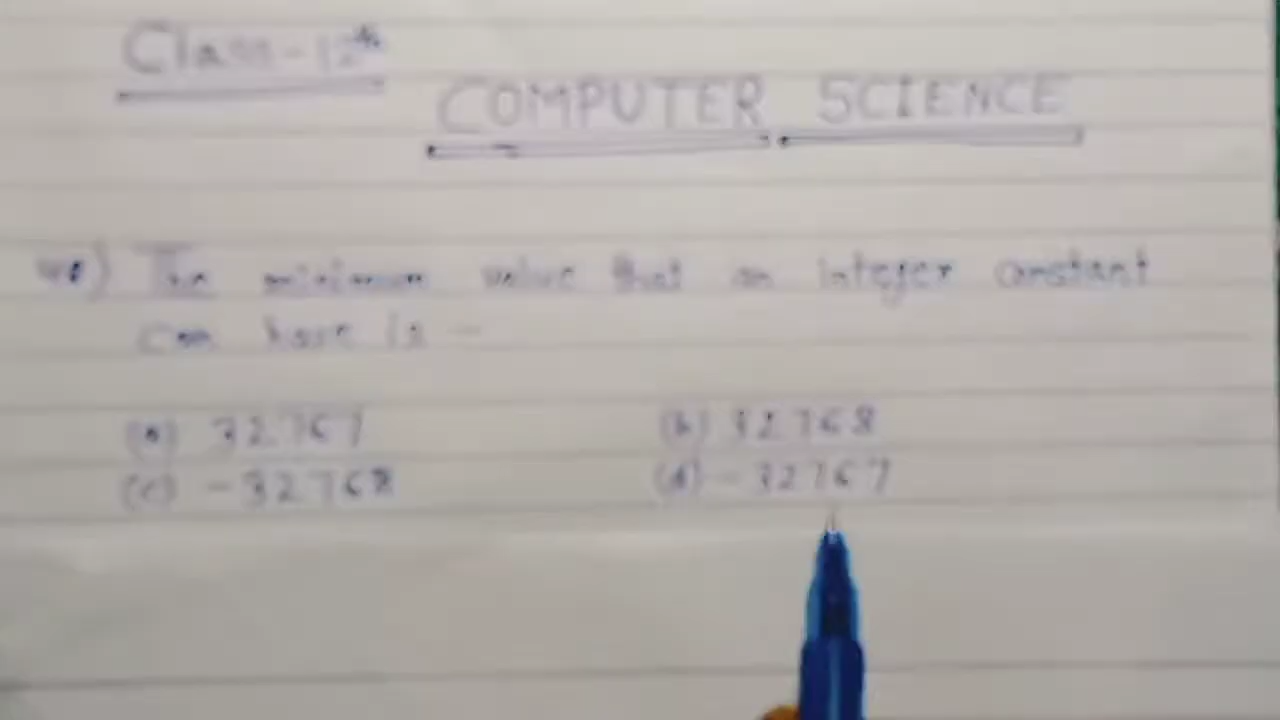 Class-12th
COMPUTER SCIENCE
The minimum value that an integer constant
can have is -
(a) 32767 (b) 32768
(c) -32768 (d) -32767